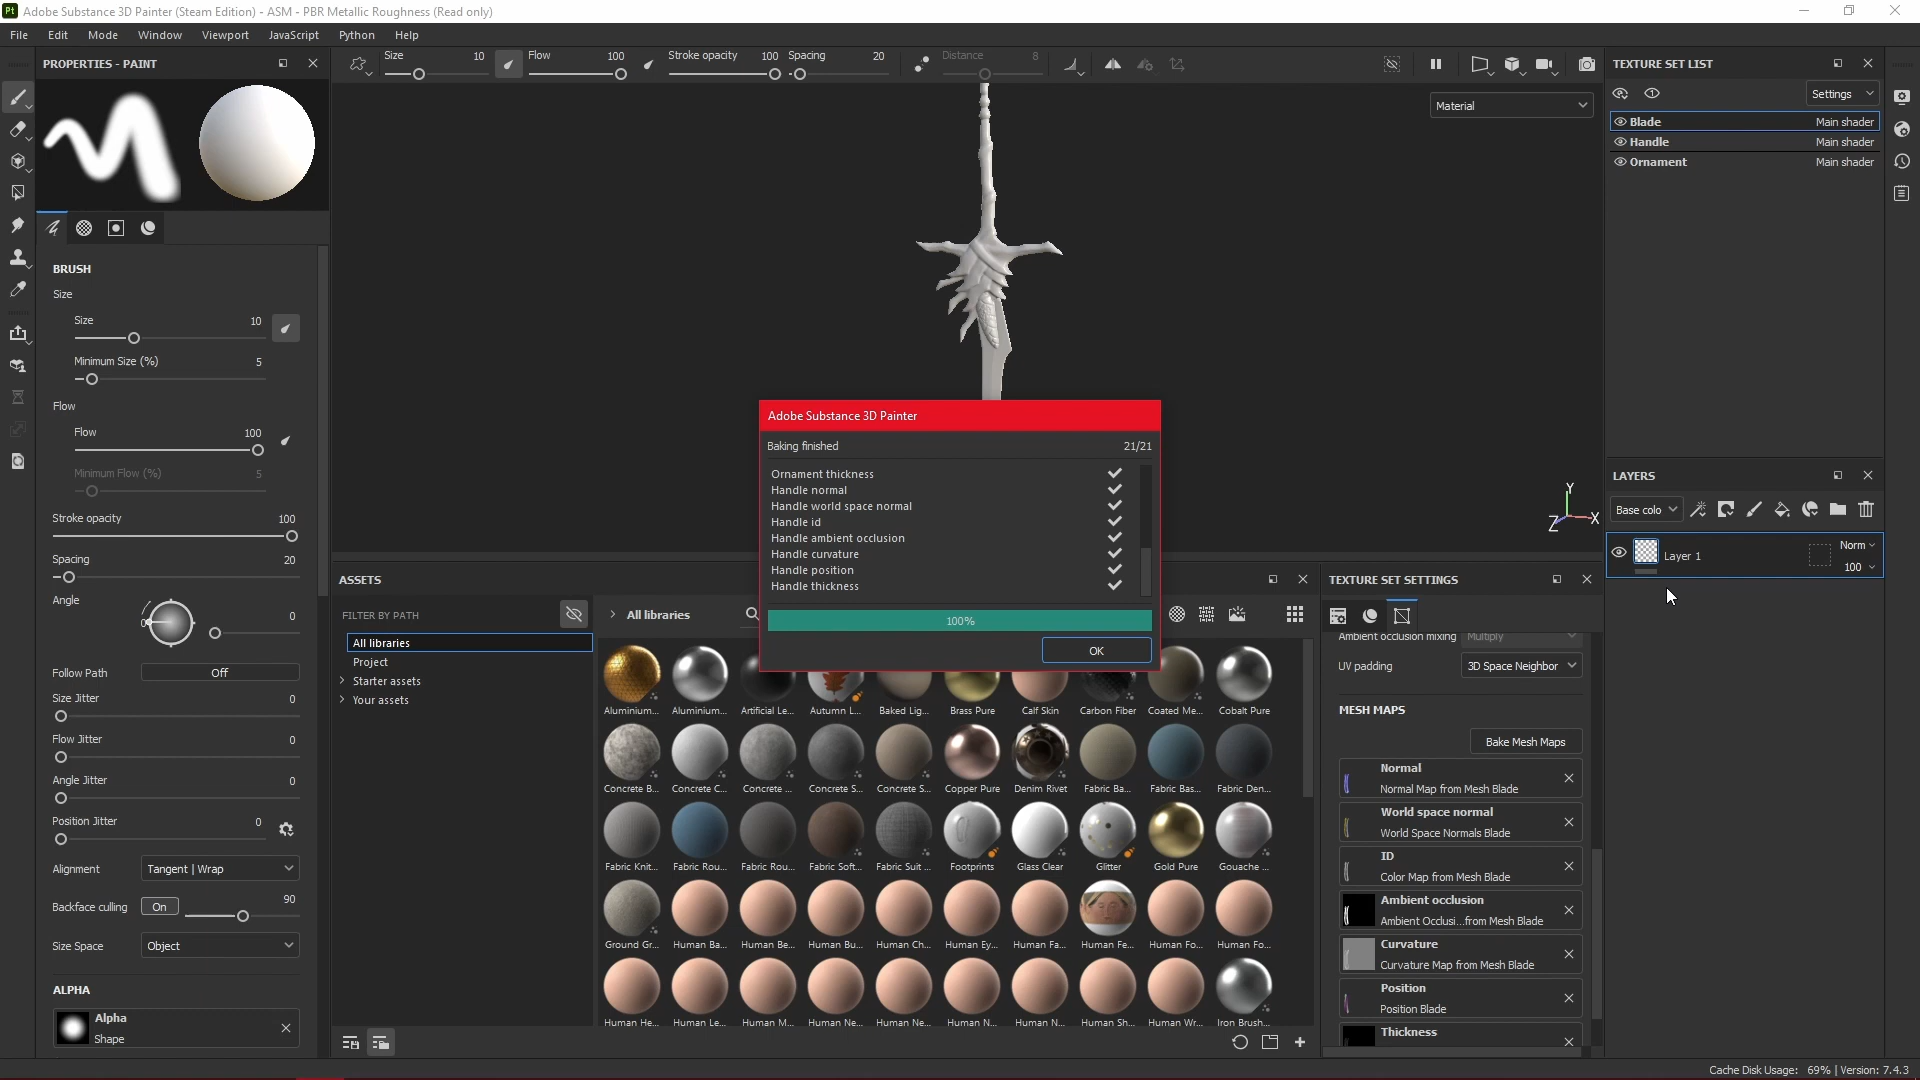 Pt Adobe Substance 3D Painter (Steam Edition) - ASM - PBR Metallic Roughness (Read only)
File Edit Mode Window Viewport JavaScript Python Help
PROPERTIES - PAINT
Size 10 Flow 100 Stroke opacity 100 Spacing 20 Distance 8
Material
BRUSH
Size
Size 10
Minimum Size (%) 5
Flow
Flow 100
Minimum Flow (%) 5
Stroke opacity 100
Spacing 20
Angle 0
0
Follow Path Off
Size Jitter 0
Flow Jitter 0
Angle Jitter 0
Position Jitter 0
Alignment Tangent | Wrap
Backface culling On 90
Size Space Object
ALPHA
Alpha
Shape
Y
Z X
Adobe Substance 3D Painter
Baking finished 21/21
Ornament thickness
Handle normal
Handle world space normal
Handle id
Handle ambient occlusion
Handle curvature
Handle position
Handle thickness
100%
OK
ASSETS
FILTER BY PATH
All libraries
Project
Starter assets
Your assets
All libraries
Aluminium... Aluminium... Artificial Le... Autumn L... Baked Lig... Brass Pure Calf Skin Carbon Fiber Coated Me... Cobalt Pure
Concrete B... Concrete C... Concrete ... Concrete S... Concrete S... Copper Pure Denim Rivet Fabric Ba... Fabric Bas... Fabric Den...
Fabric Knit... Fabric Rou... Fabric Rou... Fabric Soft... Fabric Suit ... Footprints Glass Clear Glitter Gold Pure Gouache ...
Ground Gr... Human Ba... Human Be... Human Bu... Human Ch... Human Ey... Human Fa... Human Fe... Human Fo... Human Fo...
Human He... Human Le... Human M... Human Ne... Human Ne... Human N... Human N... Human Sh... Human Wr... Iron Brush...
TEXTURE SET LIST
Settings
Blade Main shader
Handle Main shader
Ornament Main shader
LAYERS
Base colo
Layer 1 Norm
100
TEXTURE SET SETTINGS
Ambient occlusion mixing Multiply
UV padding 3D Space Neighbor
MESH MAPS
Bake Mesh Maps
Normal
Normal Map from Mesh Blade
World space normal
World Space Normals Blade
ID
Color Map from Mesh Blade
Ambient occlusion
Ambient Occlusi...from Mesh Blade
Curvature
Curvature Map from Mesh Blade
Position
Position Blade
Thickness
Cache Disk Usage: 69% | Version: 7.4.3